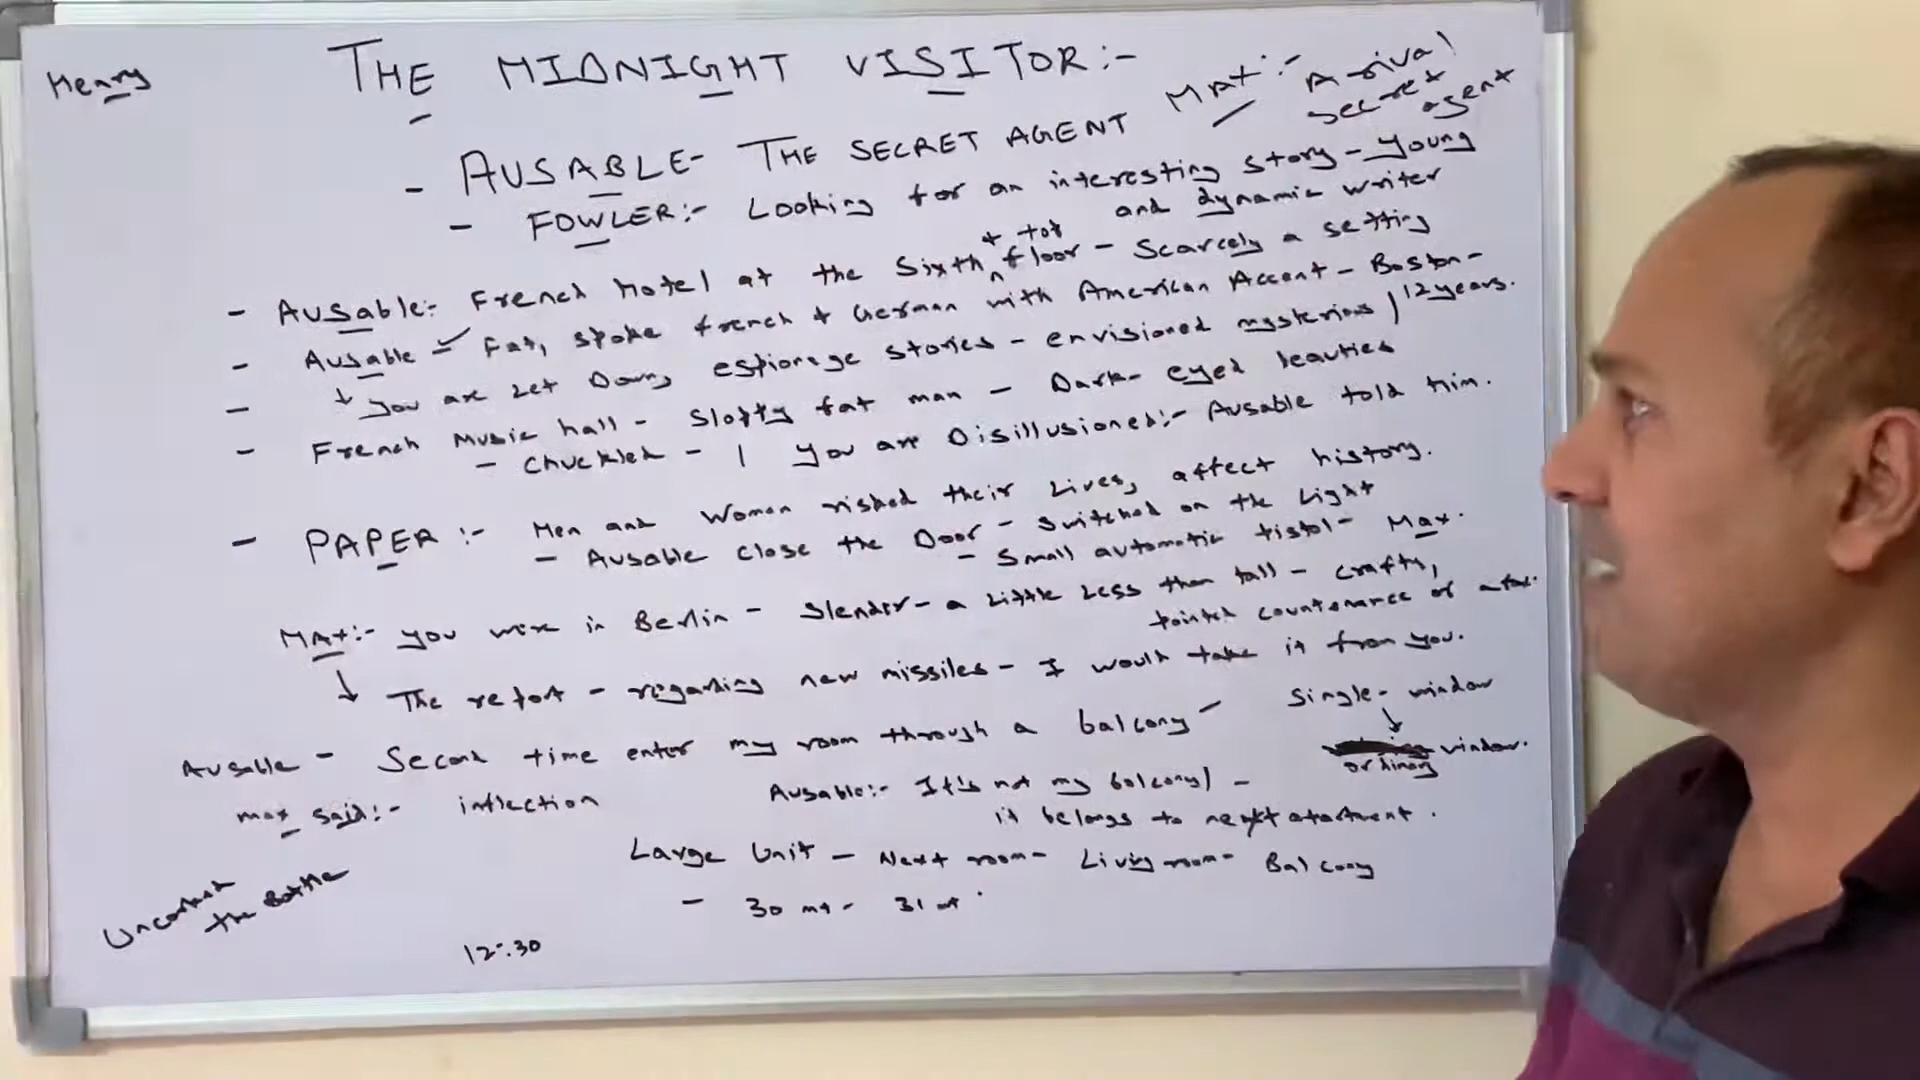 Henry
THE MIDNIGHT VISITOR:-
MAX:- A rival secret agent
- AUSABLE- THE SECRET AGENT
- FOWLER:- Looking for an interesting story - young and dynamic writer
- AUSable:- French hotel at the Sixth + top floor - Scarcely a setting
- Ausable - Fat, spoke french + German with American Accent - Boston - 12 years.
- You are Let Down, espionage stories - envisioned mysterious
- French Music hall - Sloppy fat man - Dark-eyed beauties
- Chuckled - | You are Disillusioned:- Ausable told him.
- PAPER :- Men and Woman risked their Lives, affect history.
- Ausable close the Door - Switched on the Light
- Small automatic pistol - Max.
MAX:- you were in Berlin - Slender - a Little Less than tall - crafty, pointed countenance of a fox.
The report - regarding new missiles - I would take it from you.
Ausable - Second time enter my room through a balcony - Single - window
ordinary window.
Max Said:- inflection
Ausable:- It's not my balcony) -
it belongs to next apartment.
Large Unit - Next room - Living room - Balcony
- 30 mt - 31 mt
Uncorked the Bottle
12:30